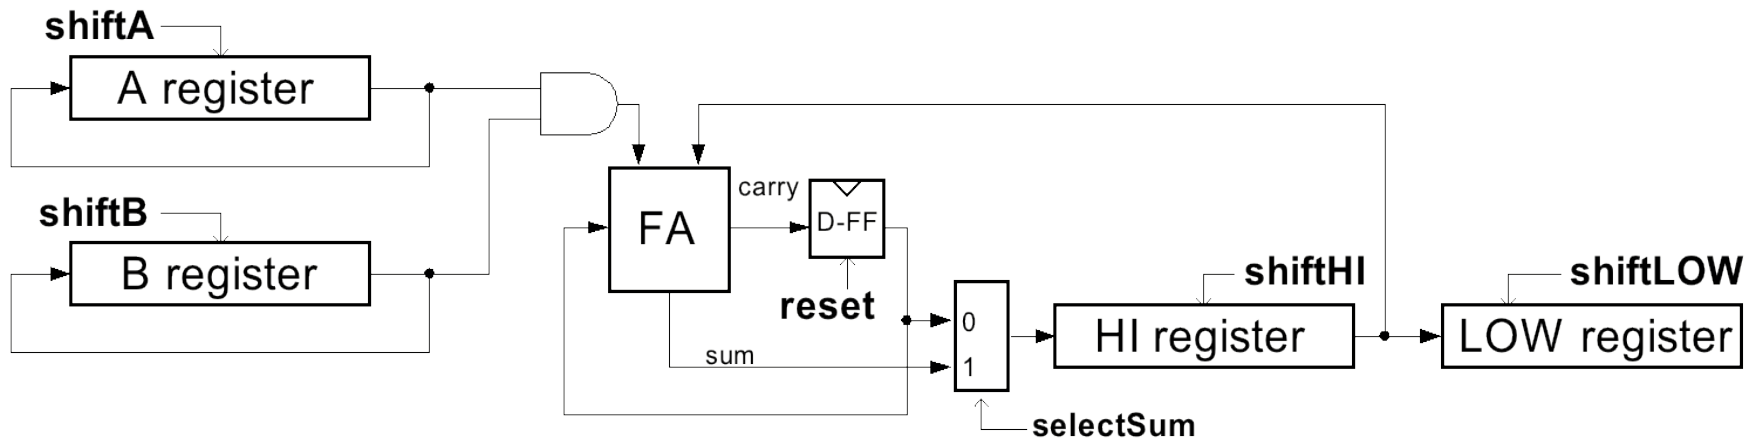 shiftA
A register
shiftB
B register
FA
carry
D-FF
reset
sum
0
1
selectSum
shiftHI
HI register
shiftLOW
LOW register